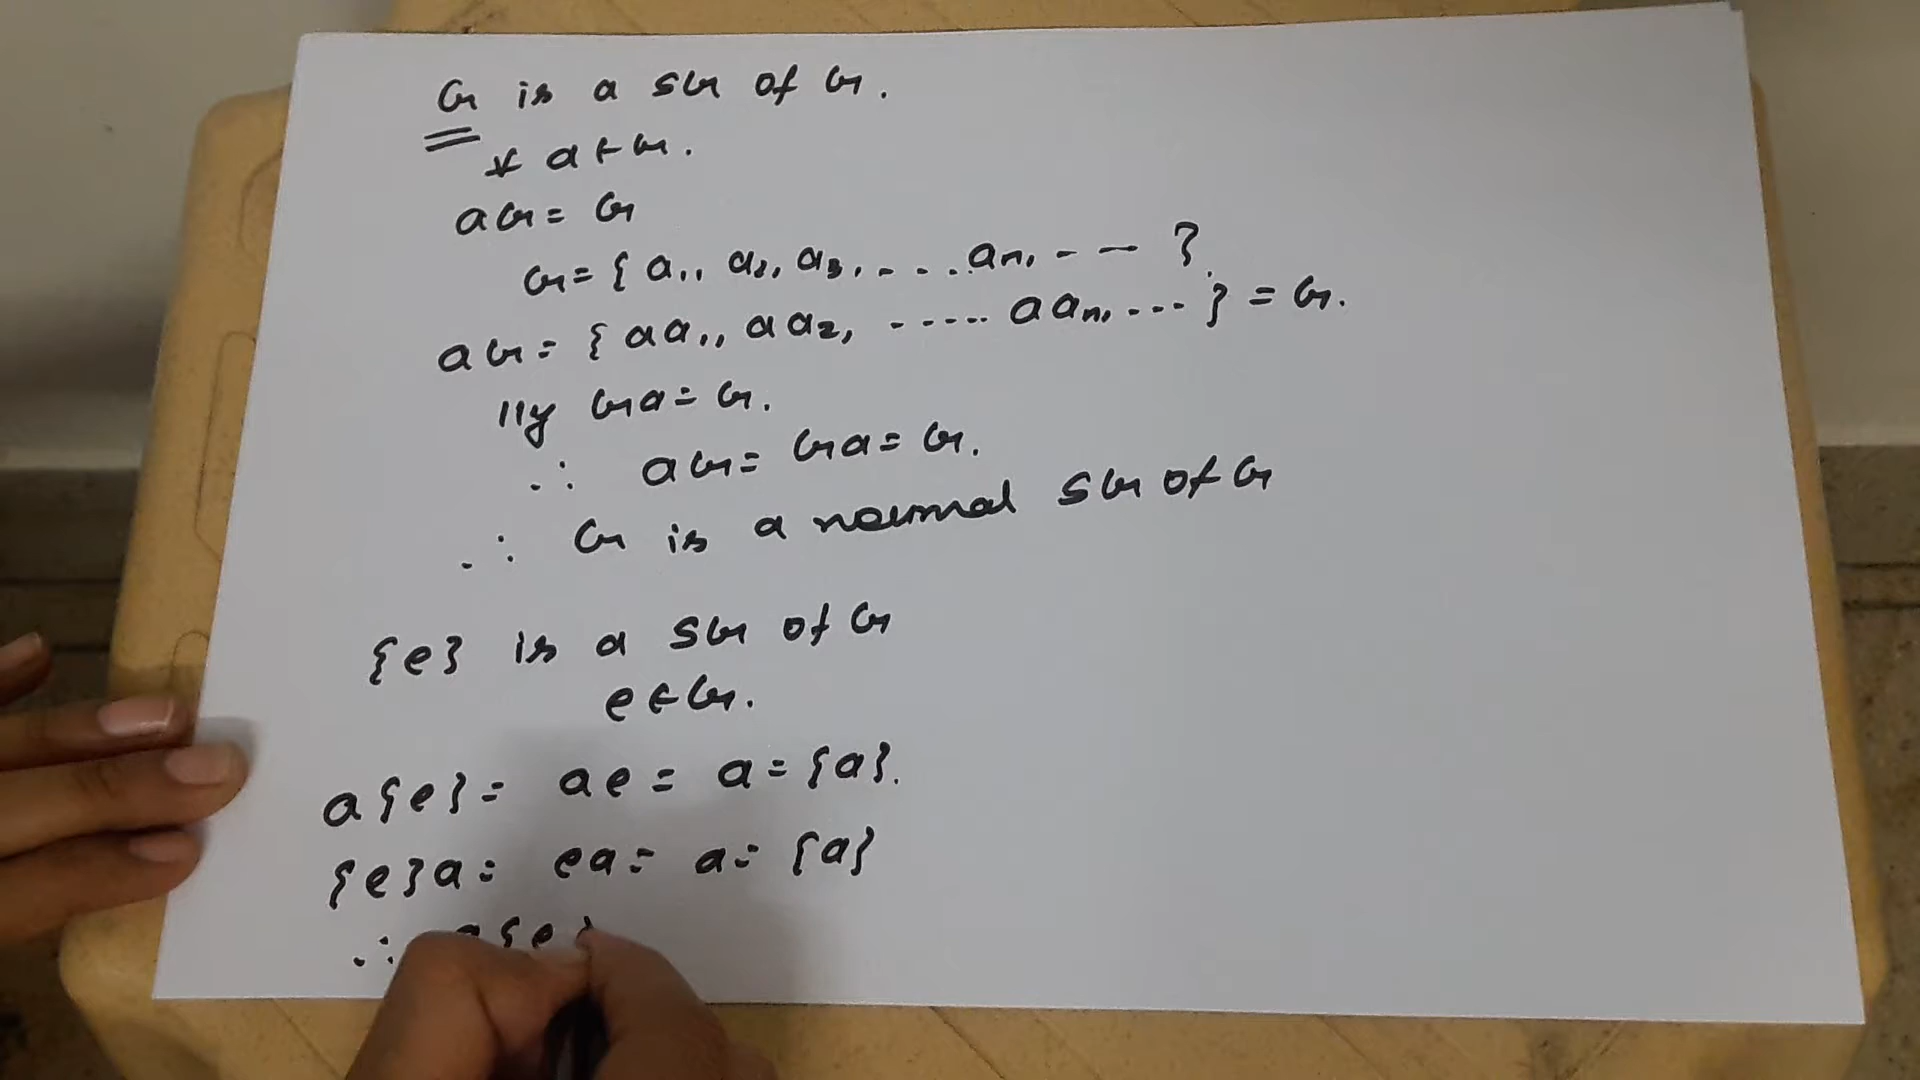 G is a SG of G.
∀ a ∈ G.
aG = G
G = { a₁, a₂, a₃, - - - . aₙ, - - - }.
aG = { aa₁, aa₂, - - - - - aaₙ, - - - } = G.
|||y Ga = G.
∴ aG = Ga = G.
∴ G is a normal SG of G
{e} is a SG of G
e ∈ G.
a{e} = ae = a = {a}.
{e}a = ea = a = {a}
∴ a{e}